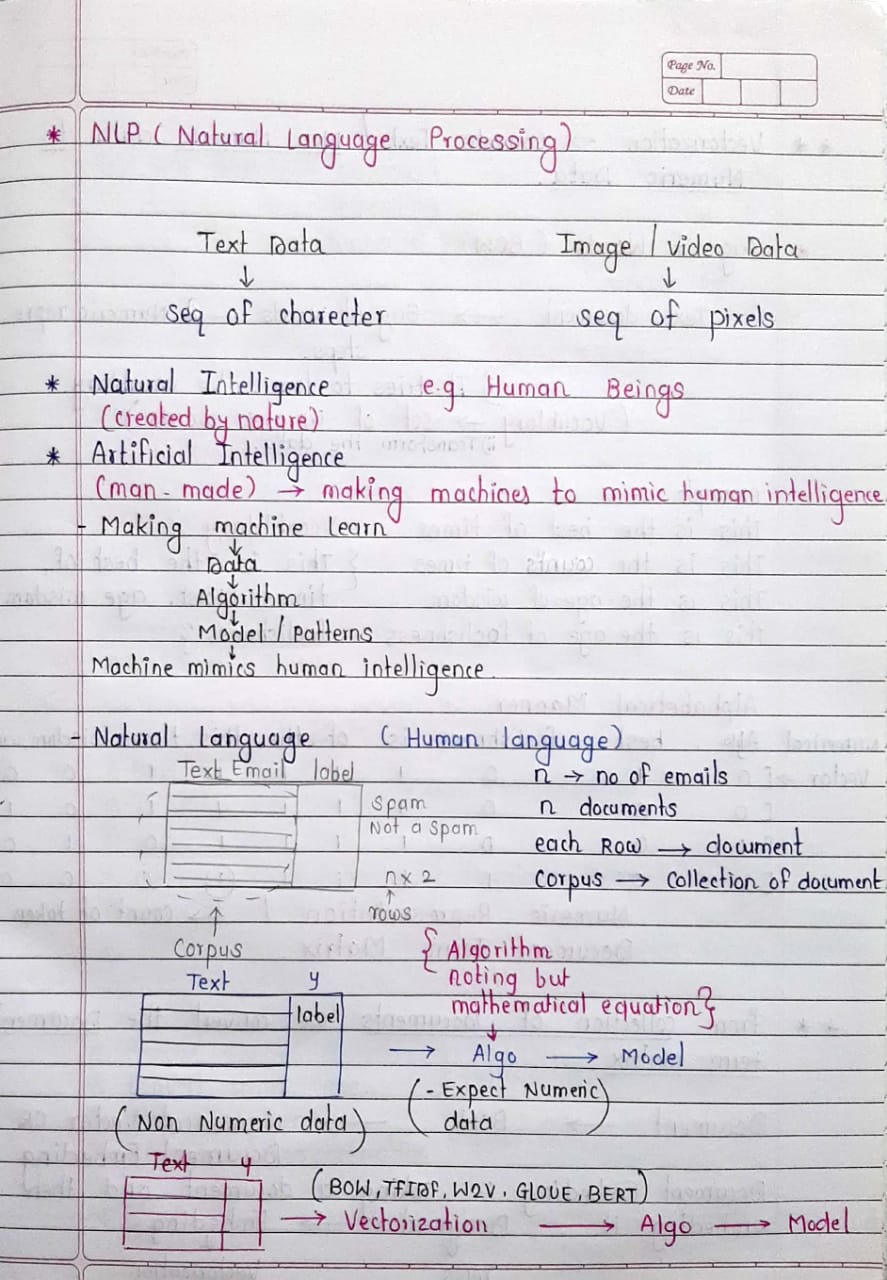 Page No.
Date
* NLP ( Natural Language Processing )
Text Data Image / video Data
↓ ↓
seq of charecter seq of pixels
* Natural Intelligence e.g. Human Beings
(created by nature)
* Artificial Intelligence
(man-made) → making machines to mimic human intelligence
- Making machine learn
↓
Data
↓
Algorithm
↓
Model / patterns
↓
Machine mimics human intelligence.
- Natural Language ( Human language )
Text Email label n → no of emails
Spam n documents
Not a spam each Row → document
n x 2 corpus → collection of document
↑ ↑
rows
Corpus { Algorithm
Text y noting but
label mathematical equation }
↓
→ Algo → Model
(Non Numeric data) (- Expect Numeric data)
Text y (BOW, TFIDF, W2V, GLOVE, BERT)
→ Vectorization → Algo → Model